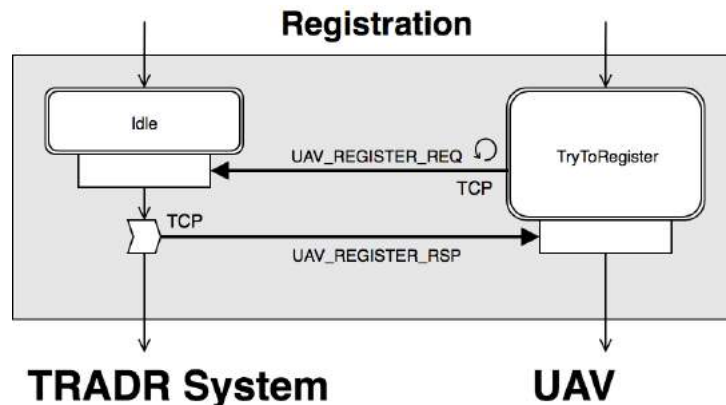 Registration
Idle
UAV_REGISTER_REQ
TryToRegister
TCP
TCP
UAV_REGISTER_RSP
TRADR System
UAV